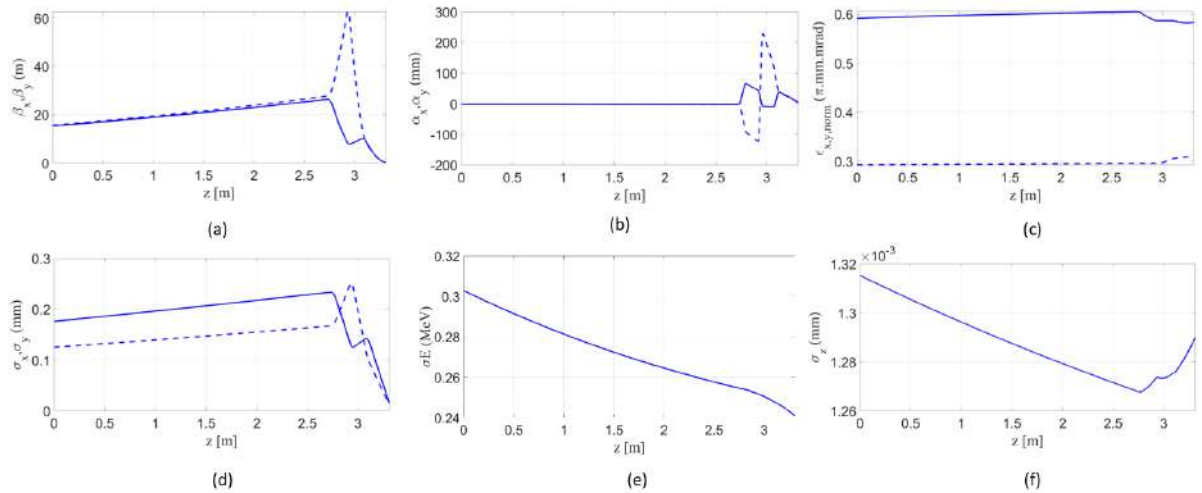 60
40
20
0
β_x,β_y (m)
0 0.5 1 1.5 2 2.5 3
z [m]
(a)
300
200
100
0
-100
-200
α_x,α_y (mm)
0 0.5 1 1.5 2 2.5 3
z [m]
(b)
0.6
0.5
0.4
0.3
ϵ_x,y,norm (π.mm.mrad)
0 0.5 1 1.5 2 2.5 3
z [m]
(c)
0.3
0.2
0.1
0
σ_x,σ_y (mm)
0 0.5 1 1.5 2 2.5 3
z [m]
(d)
0.32
0.3
0.28
0.26
0.24
σE (MeV)
0 0.5 1 1.5 2 2.5 3
z [m]
(e)
×10^-3
1.32
1.3
1.28
1.26
σ_z (mm)
0 0.5 1 1.5 2 2.5 3
z [m]
(f)